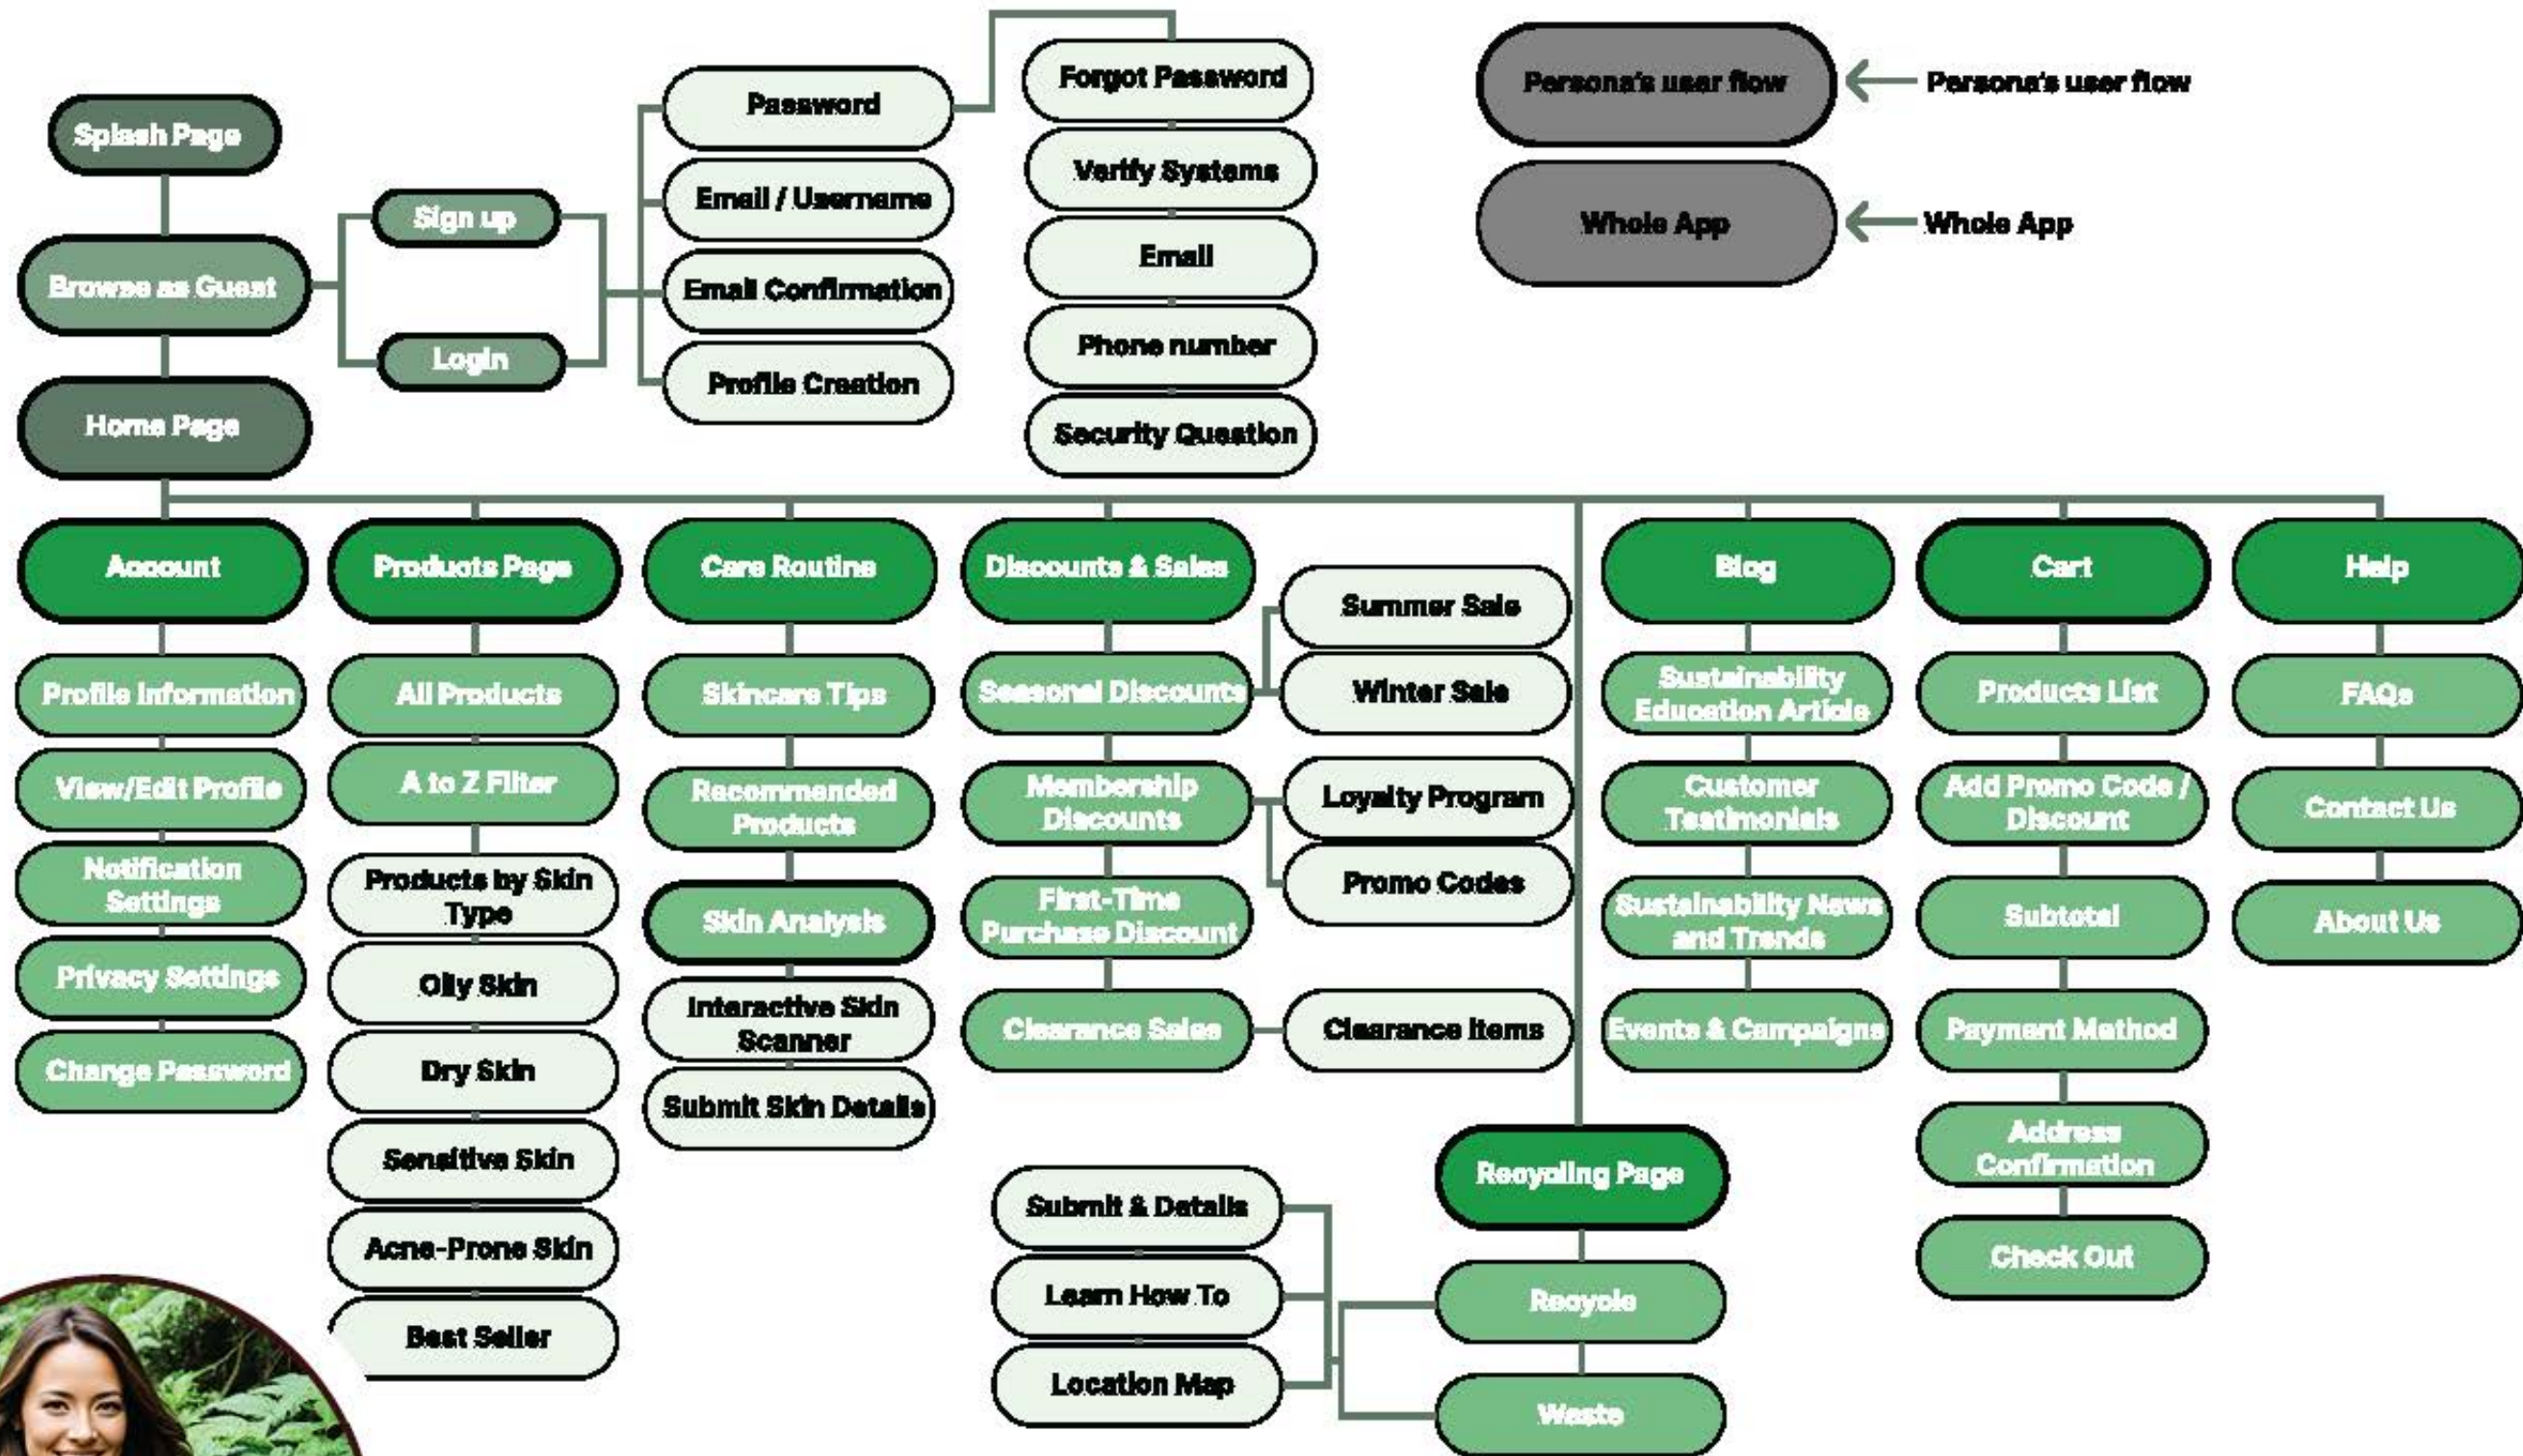 Splash Page
Browse as Guest
Home Page
Sign up
Login
Password
Email / Username
Email Confirmation
Profile Creation
Forgot Password
Verify Systems
Email
Phone number
Security Question
Persona's user flow
Persona's user flow
Whole App
Whole App
Account
Profile Information
View/Edit Profile
Notification
Settings
Privacy Settings
Change Password
Products Page
All Products
A to Z Filter
Products by Skin
Type
Oily Skin
Dry Skin
Sensitive Skin
Acne-Prone Skin
Best Seller
Care Routine
Skincare Tips
Recommended
Products
Skin Analysis
Interactive Skin
Scanner
Submit Skin Details
Discounts & Sales
Seasonal Discounts
Summer Sale
Winter Sale
Membership
Discounts
Loyalty Program
Promo Codes
First-Time
Purchase Discount
Clearance Sales
Clearance Items
Recycling Page
Recycle
Waste
Submit & Details
Learn How To
Location Map
Blog
Sustainability
Education Article
Customer
Testimonials
Sustainability News
and Trends
Events & Campaigns
Cart
Products List
Add Promo Code /
Discount
Subtotal
Payment Method
Address
Confirmation
Check Out
Help
FAQs
Contact Us
About Us